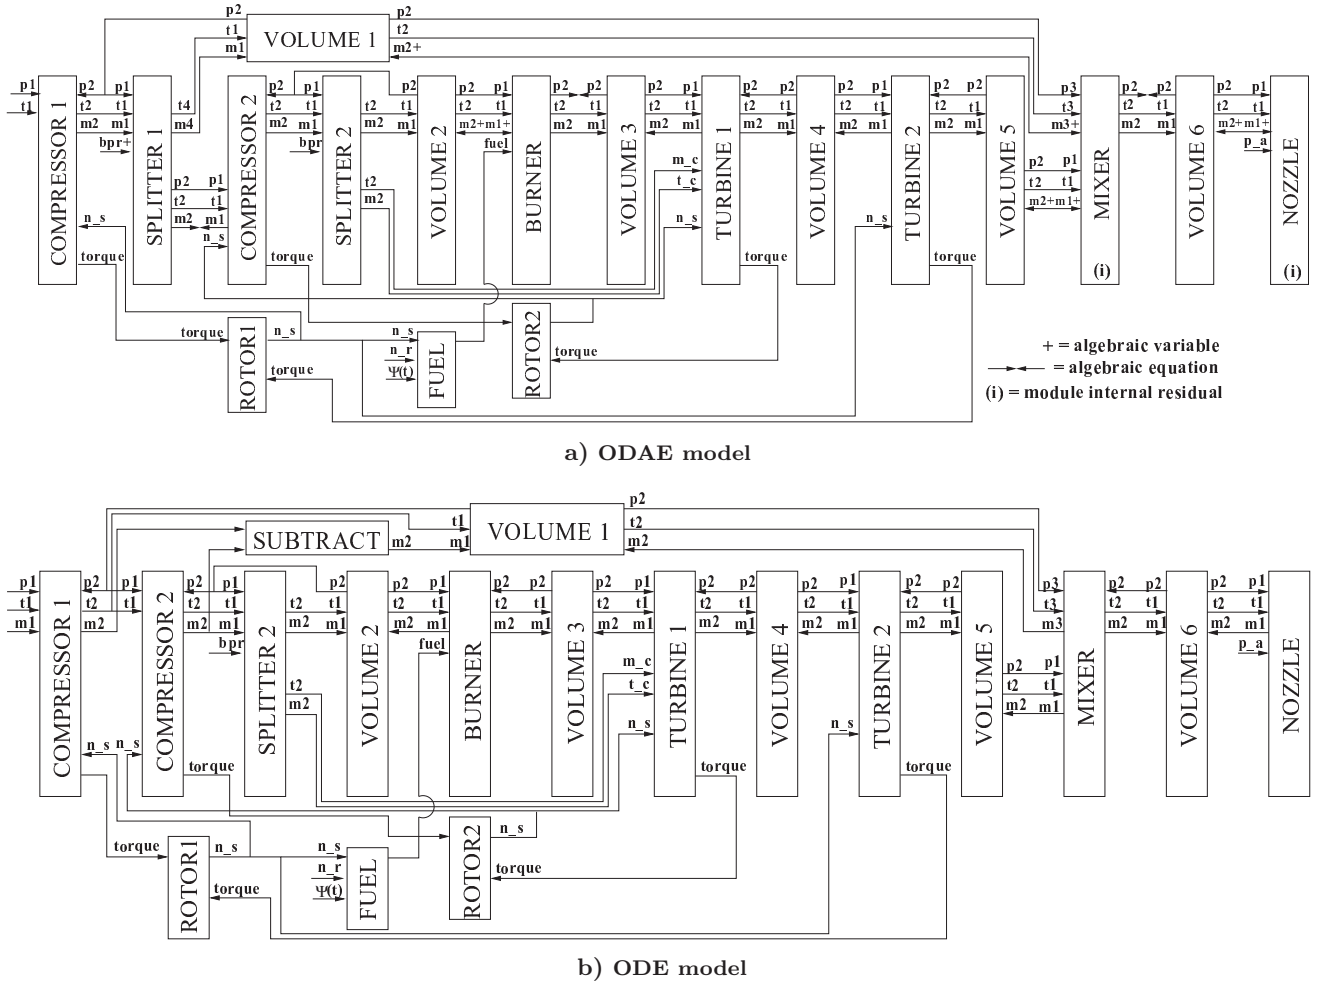 p2 p2
t1 VOLUME 1 t2
m1 m2+
p1 p2 p1 p2 p1 p2 p1 p2 p1 p2 p2 p2 p1 p2 p2 p2 p2 p3 p2 p2 p2 p1
t1 t2 t1 t4 t2 t1 t2 t1 t2 t1 t2 t1 t2 t1 t2 t1 t2 t1 t3 t2 t1 t2 t1
m2 m1 m4 m2 m1 m2 m1 m2+m1+ m2 m1 m2 m1 m2 m1 m2 m1 m2 m1 m3+ m2 m1 m2+m1+
bpr+ bpr fuel p_a
COMPRESSOR 1
SPLITTER 1
COMPRESSOR 2
SPLITTER 2
VOLUME 2
BURNER
VOLUME 3
TURBINE 1
VOLUME 4
TURBINE 2
VOLUME 5
MIXER
VOLUME 6
NOZZLE
p2 p1 t2 m_c p2 p1
t2 t1 m2 t_c t2 t1
n_s m2 m1 n_s n_s m2+m1+
n_s
torque torque torque torque (i) (i)
torque ROTOR1 n_s n_s FUEL ROTOR2 torque
n_r
torque Ψ(t)
+ = algebraic variable
= algebraic equation
(i) = module internal residual
a) ODAE model
p2
t1 VOLUME 1 t2
SUBTRACT m2 m1 m2
p1 p2 p1 p2 p1 p2 p1 p2 p1 p2 p1 p2 p1 p2 p2 p3 p2 p2 p2 p1
t1 t2 t1 t2 t1 t2 t1 t2 t1 t2 t1 t2 t1 t2 t1 t2 t1 t2 t1 t3 t2 t1 t2 t1
m1 m2 m2 m1 m2 m1 m2 m1 m2 m1 m2 m1 m2 m1 m2 m1 m2 m1 m3 m2 m1 m2 m1
bpr fuel p_a
COMPRESSOR 1
COMPRESSOR 2
SPLITTER 2
VOLUME 2
BURNER
VOLUME 3
TURBINE 1
VOLUME 4
TURBINE 2
VOLUME 5
MIXER
VOLUME 6
NOZZLE
t2 m_c p2 p1
m2 t_c t2 t1
n_s n_s n_s n_s m2 m1
torque torque torque
torque ROTOR1 n_s n_s FUEL ROTOR2 n_s
n_r torque
torque Ψ(t)
b) ODE model